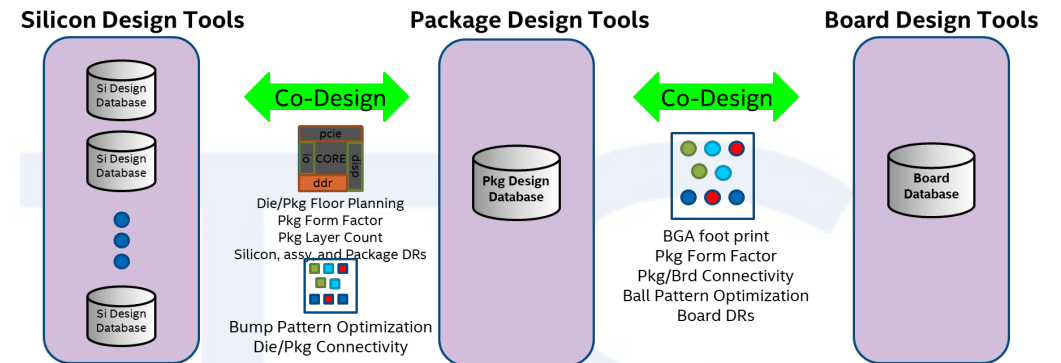 Silicon Design Tools
Package Design Tools
Board Design Tools
Si Design
Database
Si Design
Database
Si Design
Database
Co-Design
pcie
io
CORE
disp
ddr
Die/Pkg Floor Planning
Pkg Form Factor
Pkg Layer Count
Silicon, assy, and Package DRs
Bump Pattern Optimization
Die/Pkg Connectivity
Pkg Design
Database
Co-Design
BGA foot print
Pkg Form Factor
Pkg/Brd Connectivity
Ball Pattern Optimization
Board DRs
Board
Database